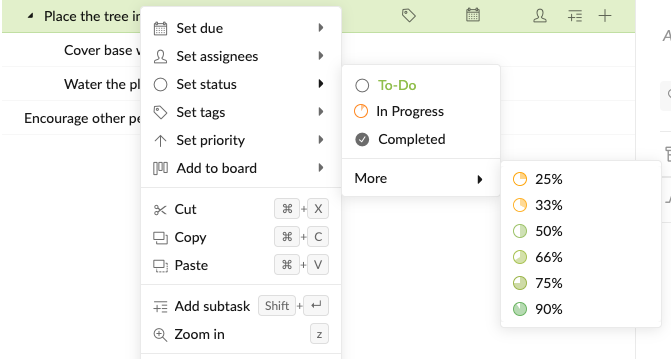 Place the tree in
Cover base
Water the
Encourage other
Set due
Set assignees
Set status
Set tags
Set priority
Add to board
Cut ⌘ + X
Copy ⌘ + C
Paste ⌘ + V
Add subtask Shift + ↵
Zoom in z
To-Do
In Progress
Completed
More
25%
33%
50%
66%
75%
90%